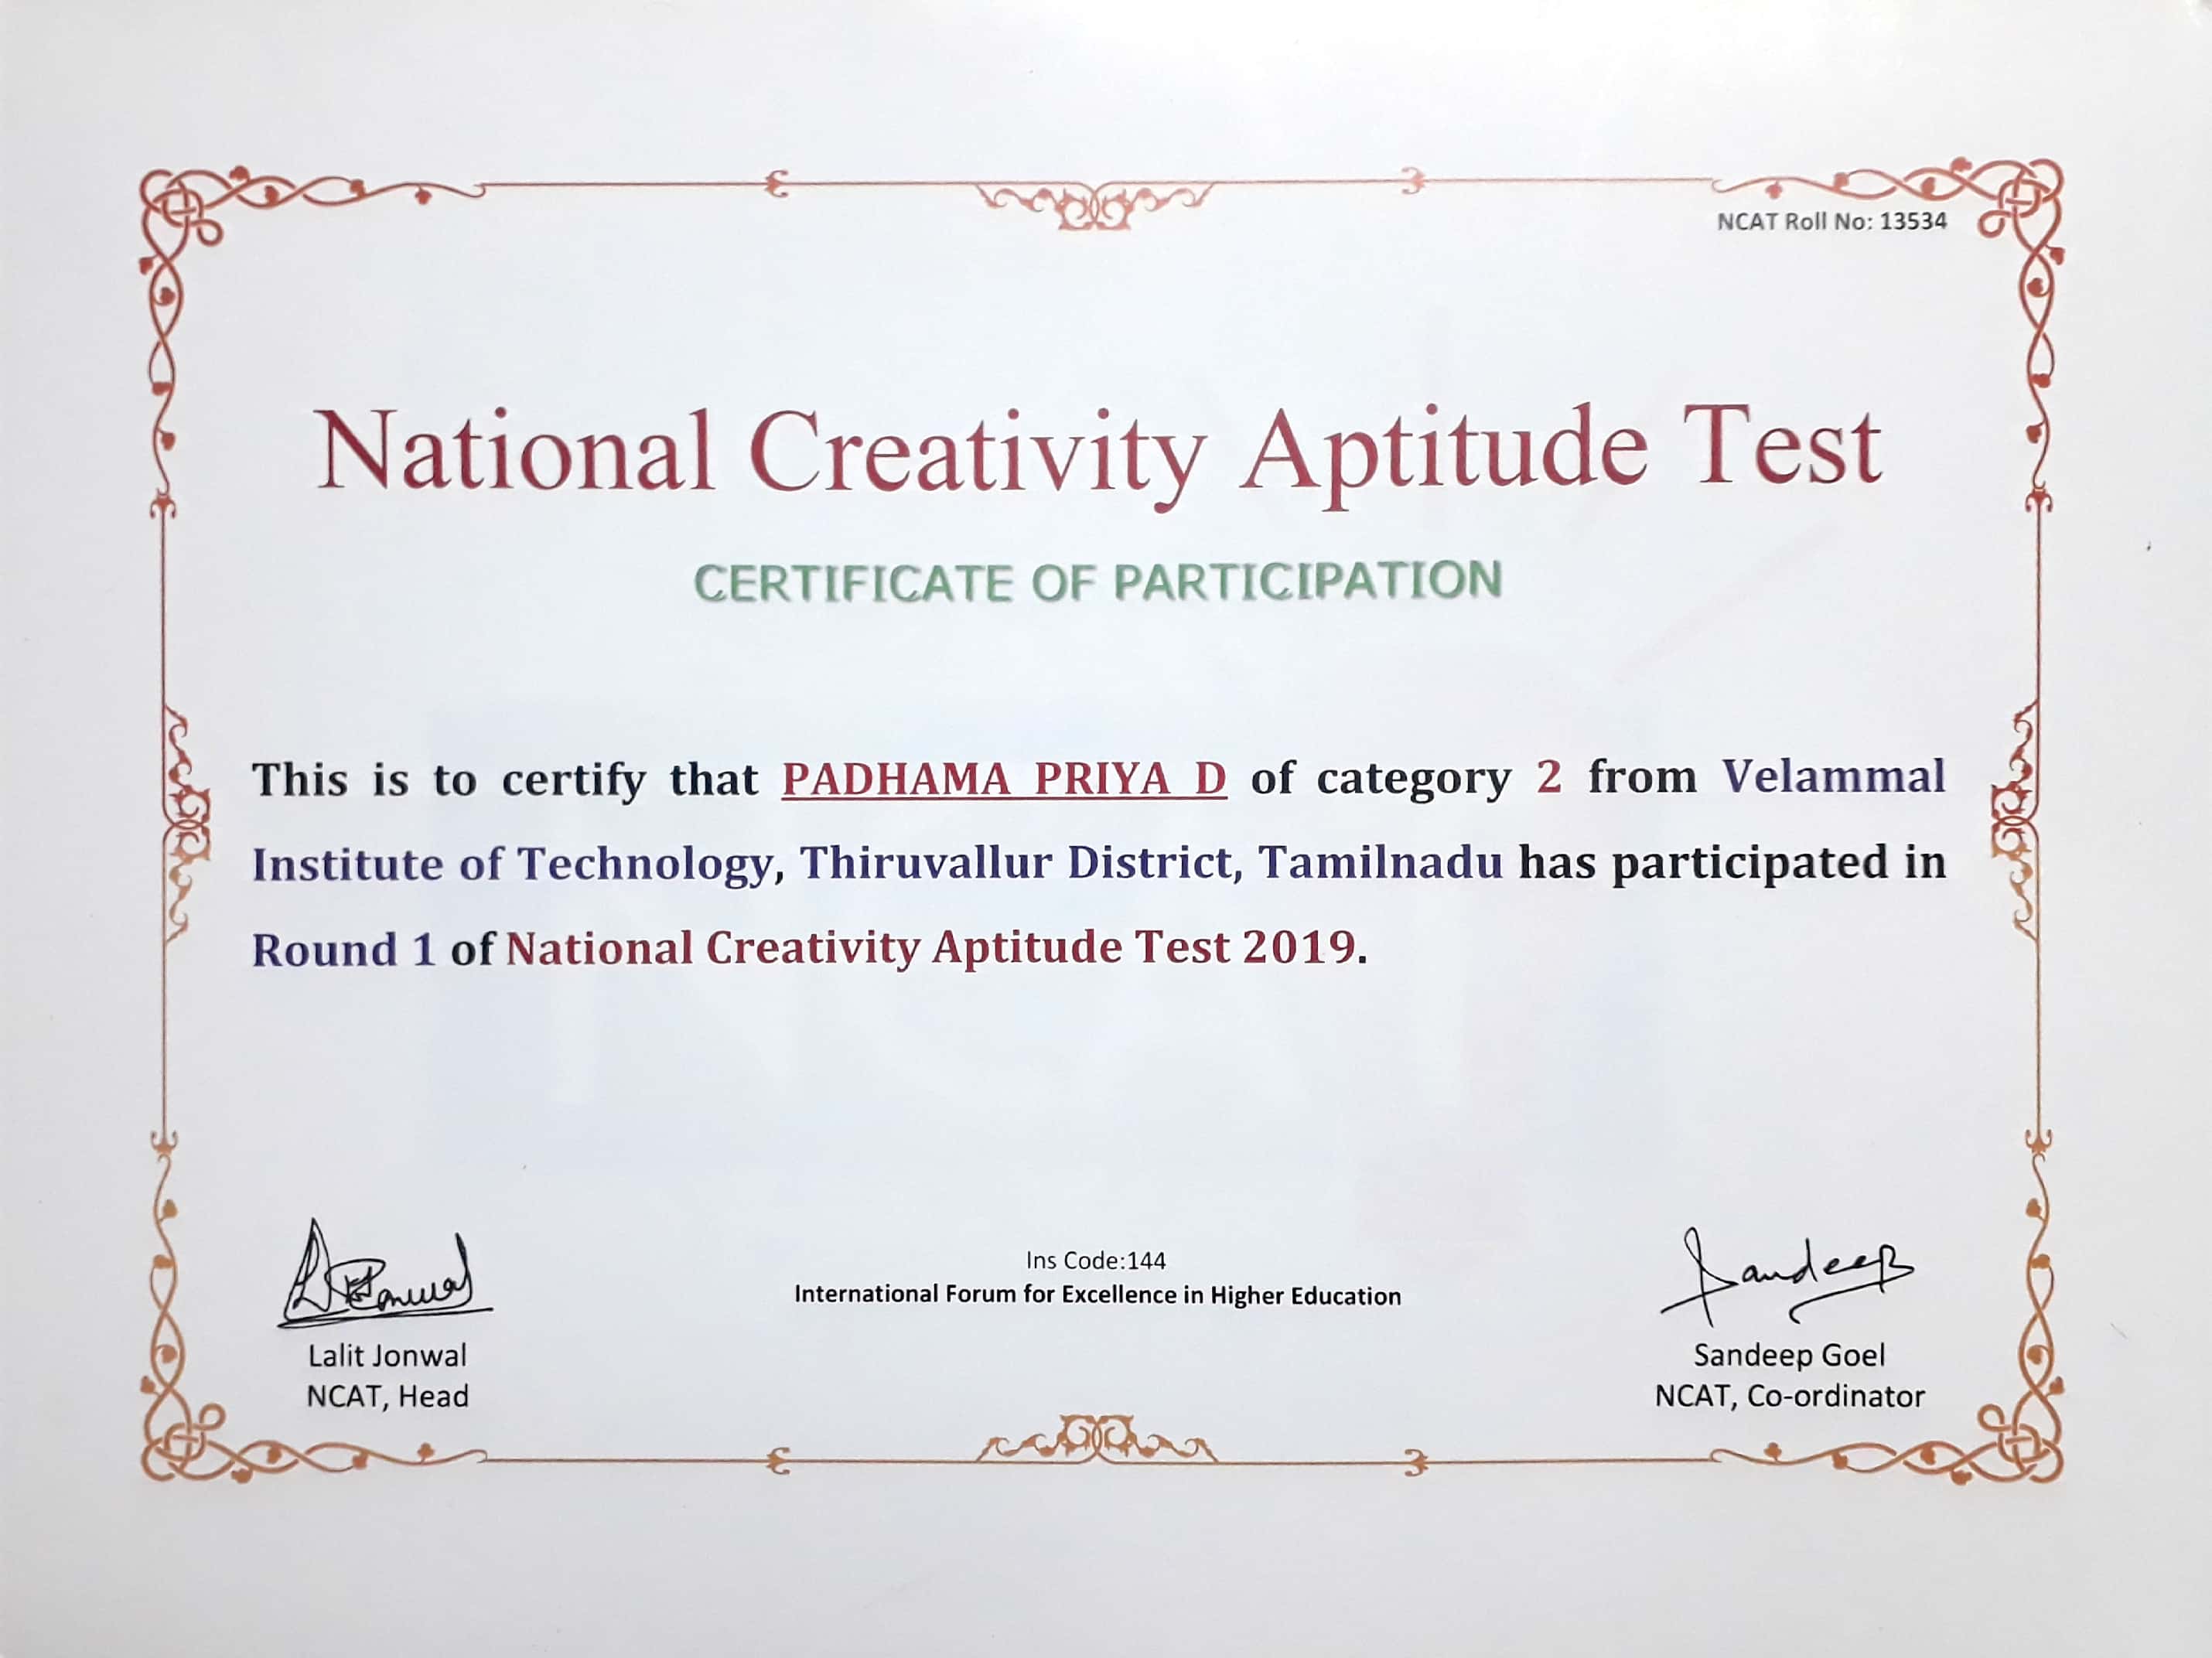 NCAT Roll No: 13534
National Creativity Aptitude Test
CERTIFICATE OF PARTICIPATION
This is to certify that PADHAMA PRIYA D of category 2 from Velammal
Institute of Technology, Thiruvallur District, Tamilnadu has participated in
Round 1 of National Creativity Aptitude Test 2019.
Ins Code:144
International Forum for Excellence in Higher Education
Sandeep
Lalit Jonwal
NCAT, Head
Sandeep Goel
NCAT, Co-ordinator